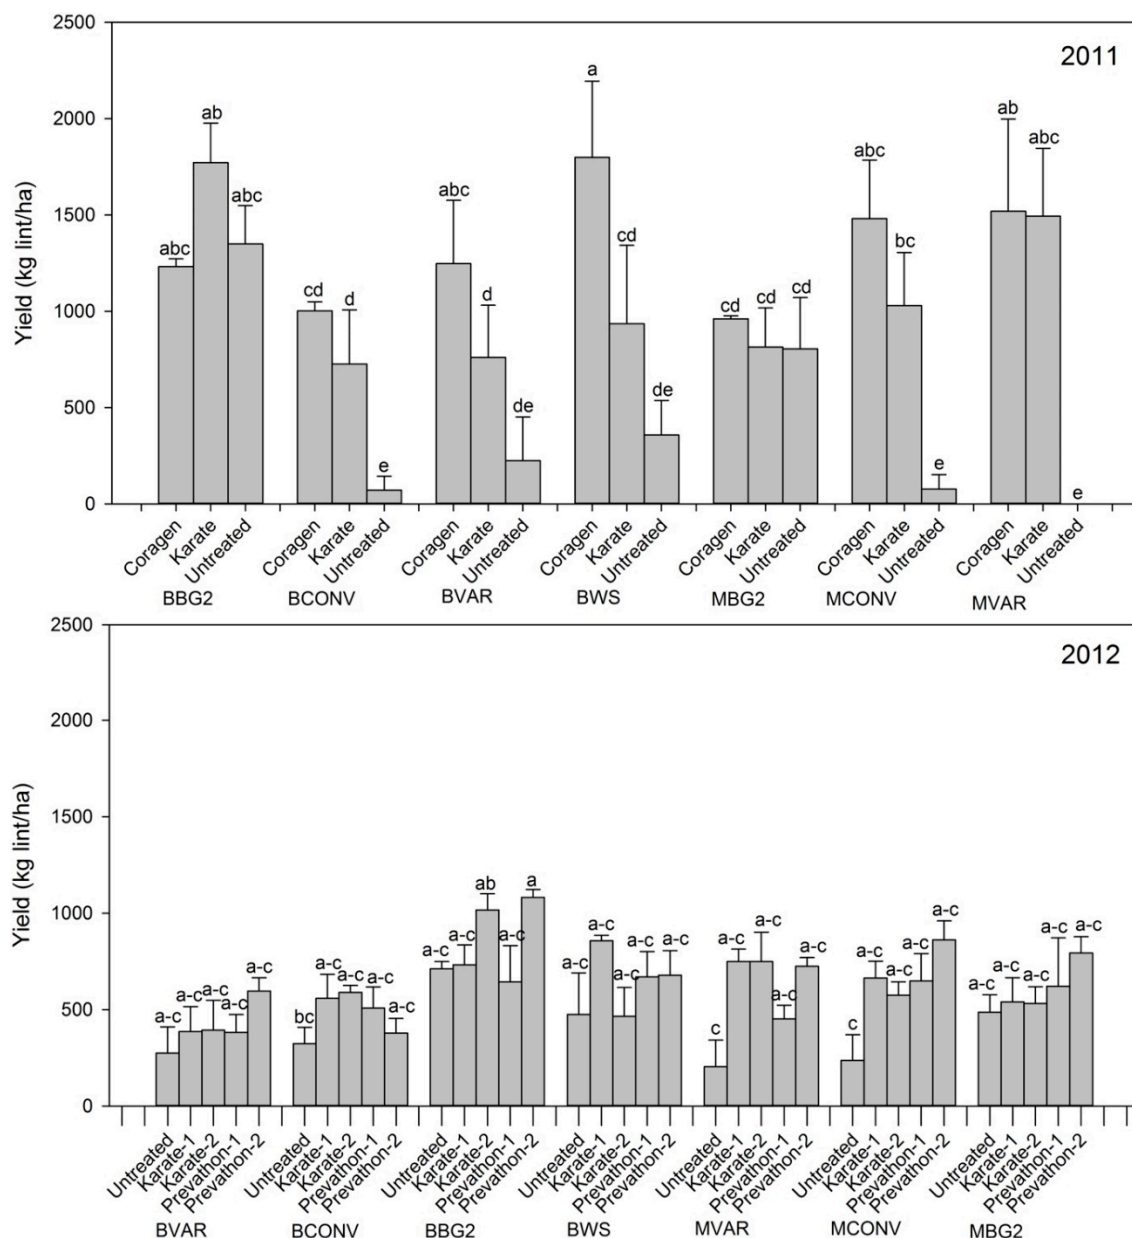 2500
2011
2000
1500
1000
500
0
Yield (kg lint/ha)
abc ab abc cd d e abc d de a cd de cd cd cd abc bc e ab abc e
Coragen Karate Untreated Coragen Karate Untreated Coragen Karate Untreated Coragen Karate Untreated Coragen Karate Untreated Coragen Karate Untreated Coragen Karate Untreated
BBG2 BCONV BVAR BWS MBG2 MCONV MVAR
2500
2012
2000
1500
1000
500
0
Yield (kg lint/ha)
a-c a-c a-c a-c a-c bc a-c a-c a-c a-c a-c a-c ab a-c a a-c a-c a-c a-c a-c c a-c a-c a-c a-c c a-c a-c a-c a-c a-c a-c a-c a-c a-c
Untreated Karate-1 Karate-2 Prevathon-1 Prevathon-2 Untreated Karate-1 Karate-2 Prevathon-1 Prevathon-2 Untreated Karate-1 Karate-2 Prevathon-1 Prevathon-2 Untreated Karate-1 Karate-2 Prevathon-1 Prevathon-2 Untreated Karate-1 Karate-2 Prevathon-1 Prevathon-2 Untreated Karate-1 Karate-2 Prevathon-1 Prevathon-2 Untreated Karate-1 Karate-2 Prevathon-1 Prevathon-2
BVAR BCONV BBG2 BWS MVAR MCONV MBG2